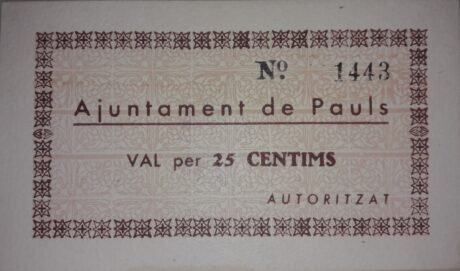 Nº 1443
Ajuntament de Pauls
VAL per 25 CENTIMS
AUTORITZAT